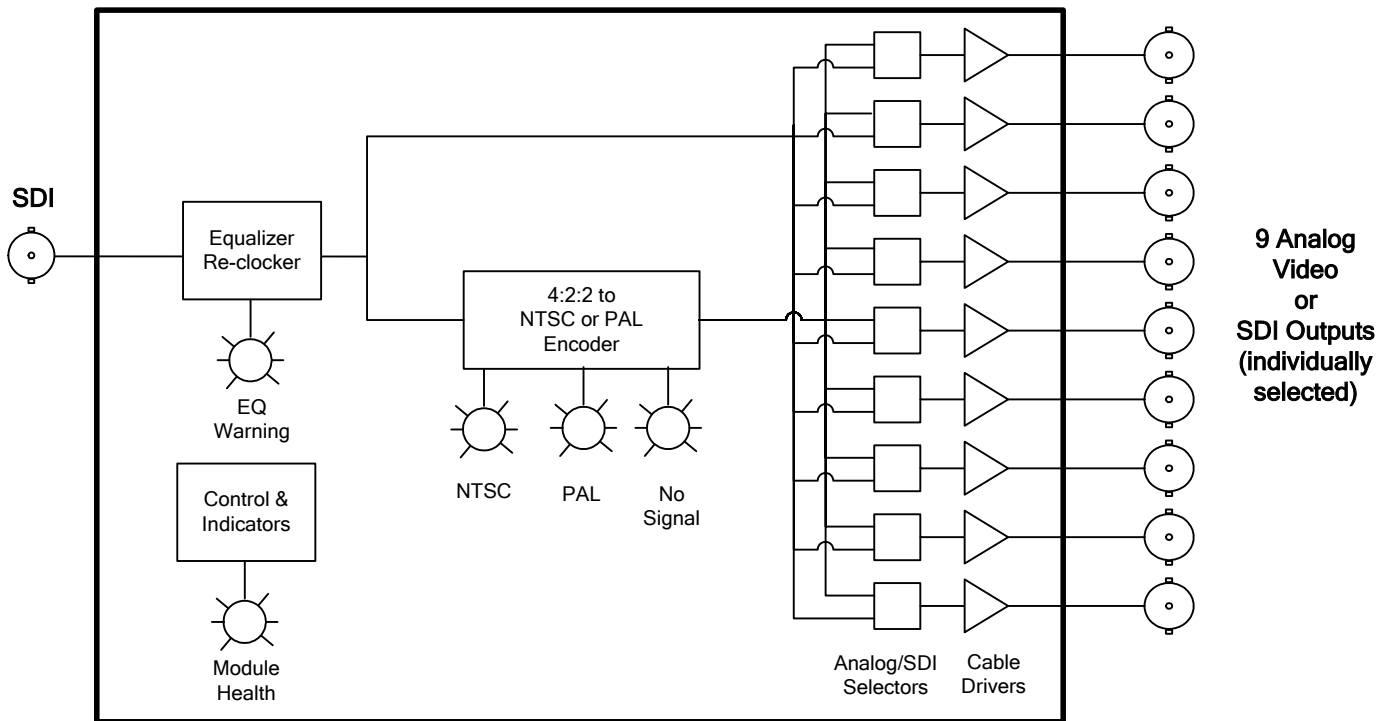 SDI
Equalizer
Re-clocker
EQ
Warning
Control &
Indicators
Module
Health
4:2:2 to
NTSC or PAL
Encoder
NTSC
PAL
No
Signal
Analog/SDI
Selectors
Cable
Drivers
9 Analog
Video
or
SDI Outputs
(individually
selected)